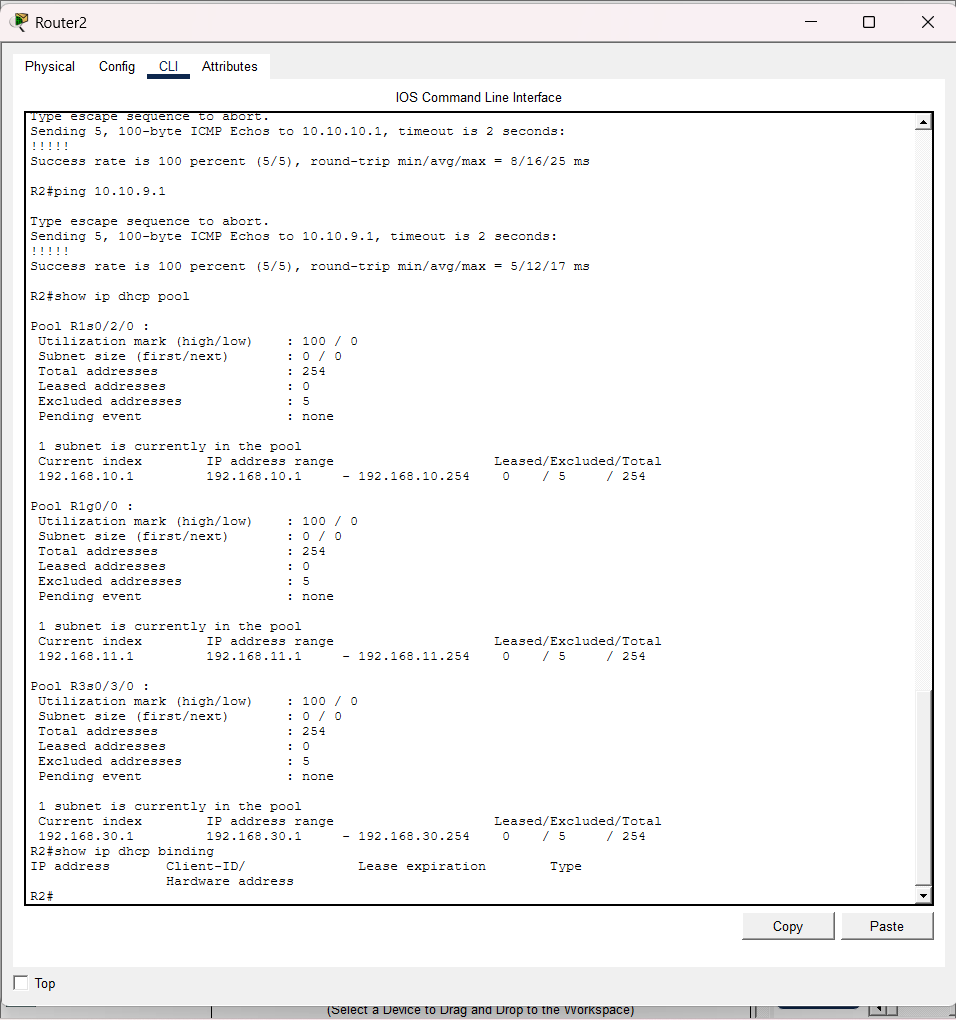 Router2
Physical Config CLI Attributes
IOS Command Line Interface
Type escape sequence to abort.
Sending 5, 100-byte ICMP Echos to 10.10.10.1, timeout is 2 seconds:
!!!!!
Success rate is 100 percent (5/5), round-trip min/avg/max = 8/16/25 ms
R2#ping 10.10.9.1
Type escape sequence to abort.
Sending 5, 100-byte ICMP Echos to 10.10.9.1, timeout is 2 seconds:
!!!!!
Success rate is 100 percent (5/5), round-trip min/avg/max = 5/12/17 ms
R2#show ip dhcp pool
Pool R1s0/2/0 :
Utilization mark (high/low) : 100 / 0
Subnet size (first/next) : 0 / 0
Total addresses : 254
Leased addresses : 0
Excluded addresses : 5
Pending event : none
1 subnet is currently in the pool
Current index IP address range Leased/Excluded/Total
192.168.10.1 192.168.10.1 - 192.168.10.254 0 / 5 / 254
Pool R1g0/0 :
Utilization mark (high/low) : 100 / 0
Subnet size (first/next) : 0 / 0
Total addresses : 254
Leased addresses : 0
Excluded addresses : 5
Pending event : none
1 subnet is currently in the pool
Current index IP address range Leased/Excluded/Total
192.168.11.1 192.168.11.1 - 192.168.11.254 0 / 5 / 254
Pool R3s0/3/0 :
Utilization mark (high/low) : 100 / 0
Subnet size (first/next) : 0 / 0
Total addresses : 254
Leased addresses : 0
Excluded addresses : 5
Pending event : none
1 subnet is currently in the pool
Current index IP address range Leased/Excluded/Total
192.168.30.1 192.168.30.1 - 192.168.30.254 0 / 5 / 254
R2#show ip dhcp binding
IP address Client-ID/ Lease expiration Type
Hardware address
R2#
Copy Paste
Top
(Select a Device to Drag and Drop to the Workspace)